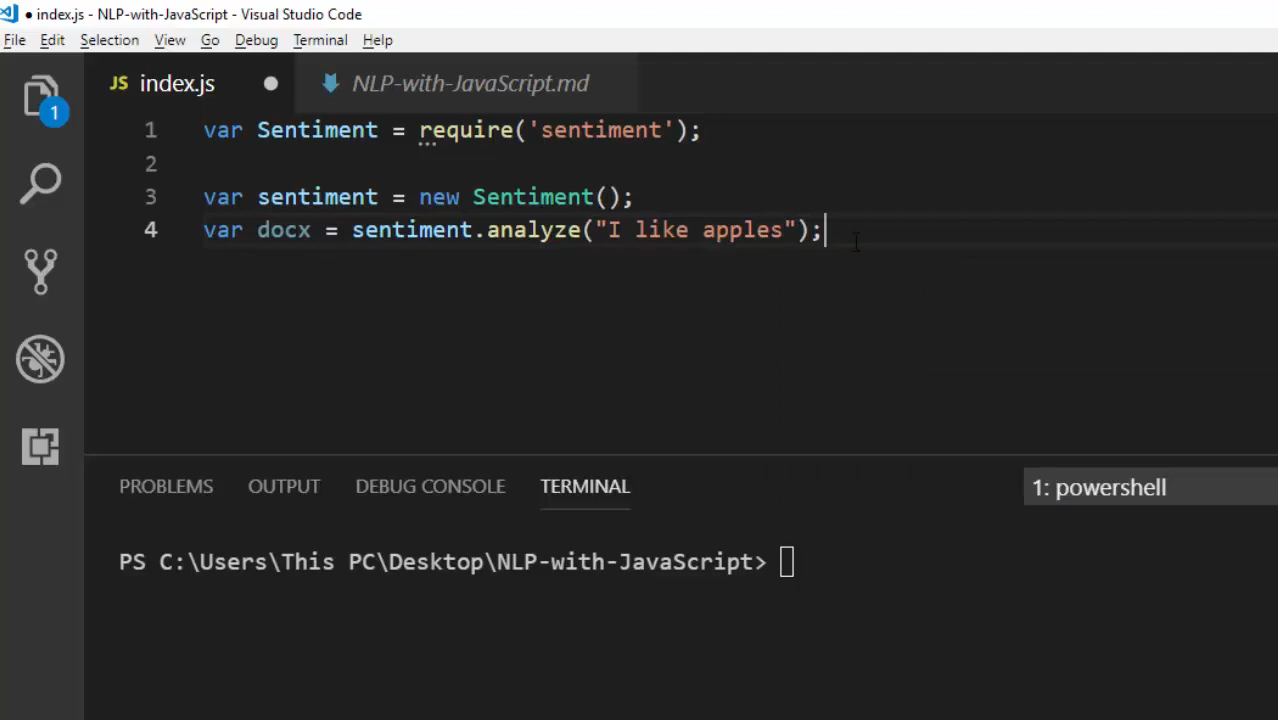 ● index.js - NLP-with-JavaScript - Visual Studio Code
File Edit Selection View Go Debug Terminal Help
1
JS index.js ● NLP-with-JavaScript.md
1 var Sentiment = require('sentiment');
2
3 var sentiment = new Sentiment();
4 var docx = sentiment.analyze("I like apples");
PROBLEMS OUTPUT DEBUG CONSOLE TERMINAL 1: powershell
PS C:\Users\This PC\Desktop\NLP-with-JavaScript>